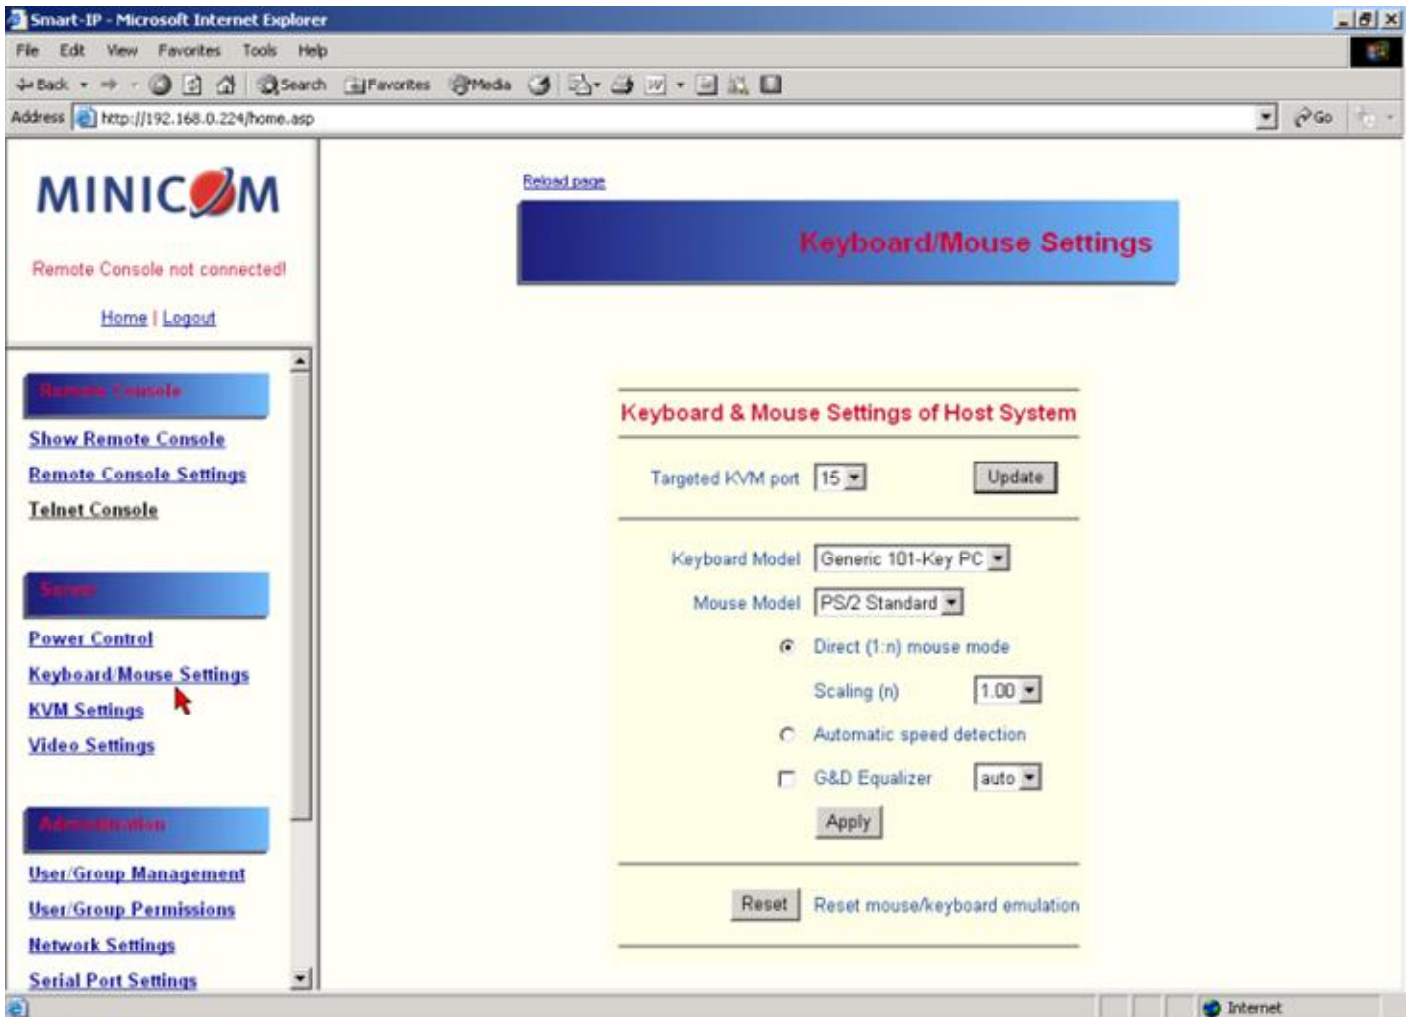 Smart-IP - Microsoft Internet Explorer
File Edit View Favorites Tools Help
Back Search Favorites Media
Address http://192.168.0.224/home.asp Go
MINICOM
Remote Console not connected!
Home | Logout
Remote Console
Show Remote Console
Remote Console Settings
Telnet Console
Server
Power Control
Keyboard/Mouse Settings
KVM Settings
Video Settings
Administration
User/Group Management
User/Group Permissions
Network Settings
Serial Port Settings
Reload page
Keyboard/Mouse Settings
Keyboard & Mouse Settings of Host System
Targeted KVM port 15 Update
Keyboard Model Generic 101-Key PC
Mouse Model PS/2 Standard
Direct (1:n) mouse mode
Scaling (n) 1.00
Automatic speed detection
G&D Equalizer auto
Apply
Reset Reset mouse/keyboard emulation
Internet